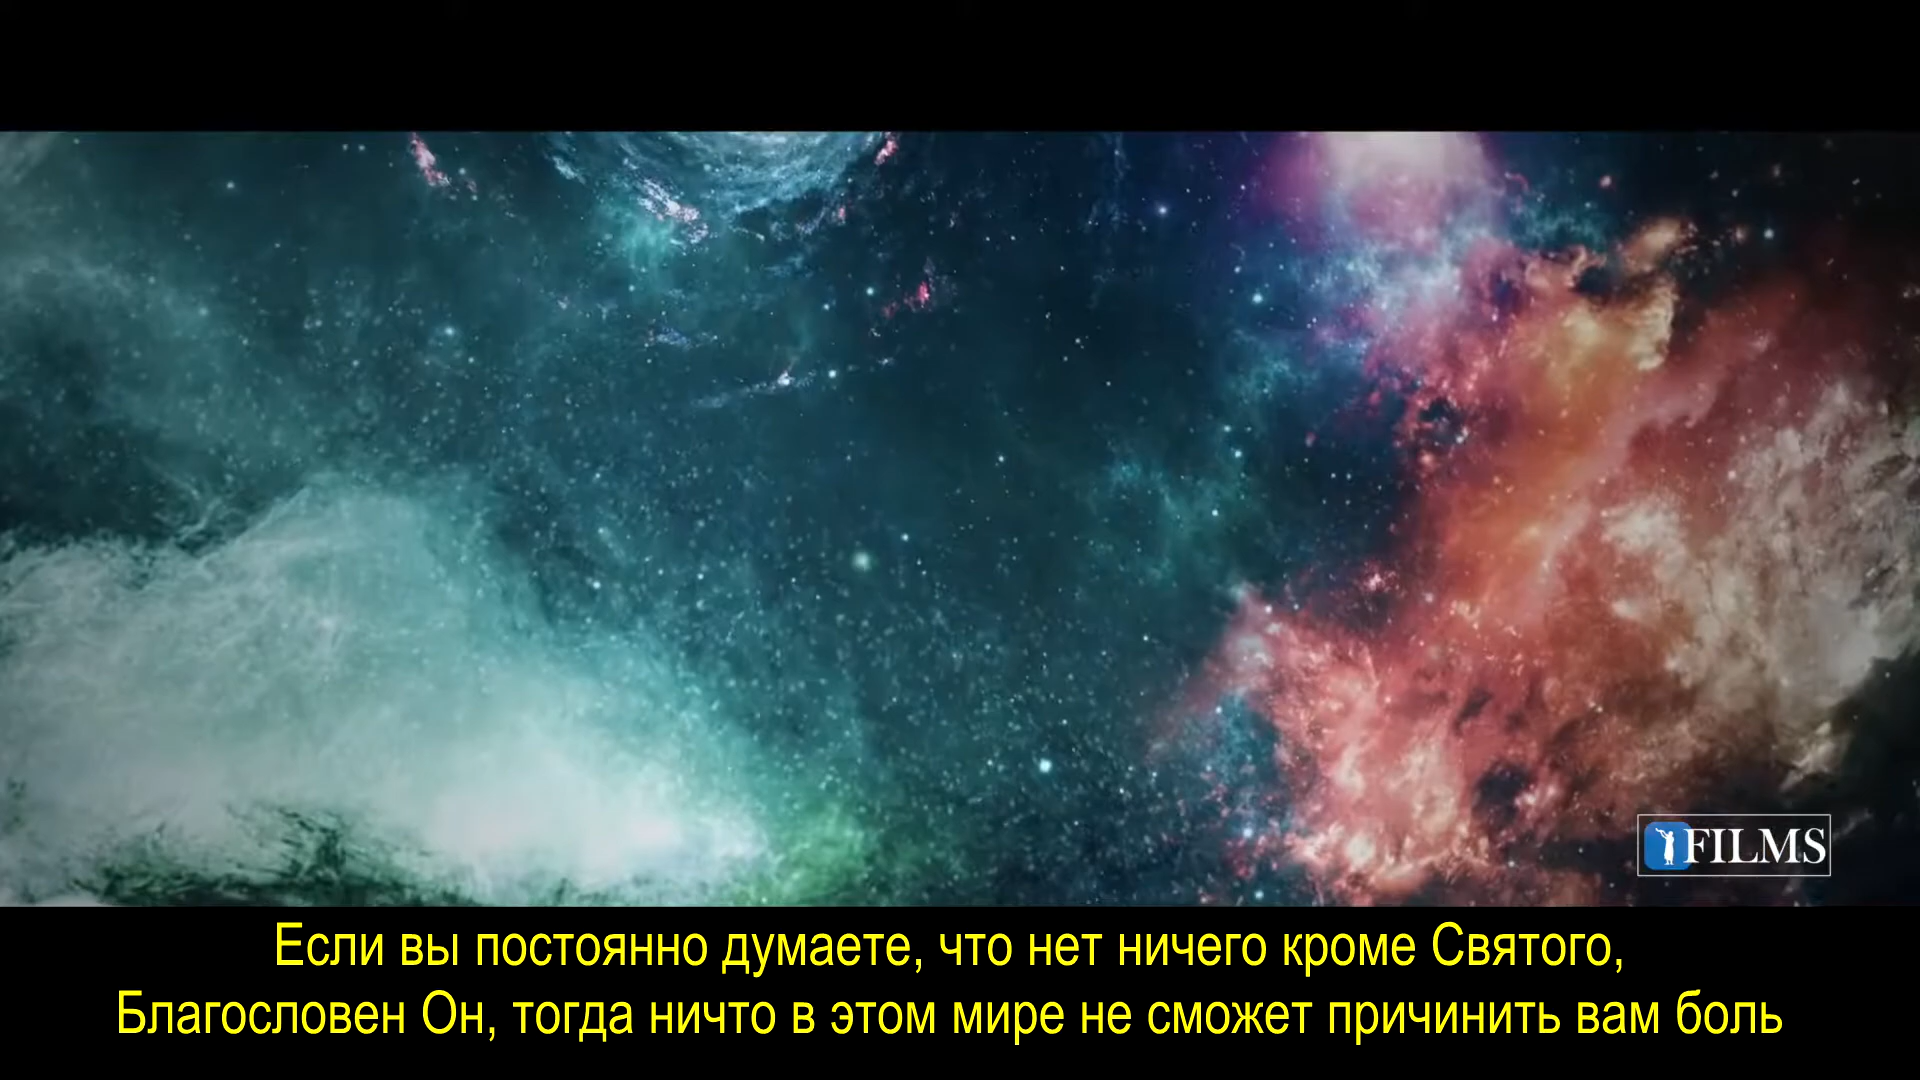 FILMS
Если вы постоянно думаете, что нет ничего кроме Святого,
Благословен Он, тогда ничто в этом мире не сможет причинить вам боль